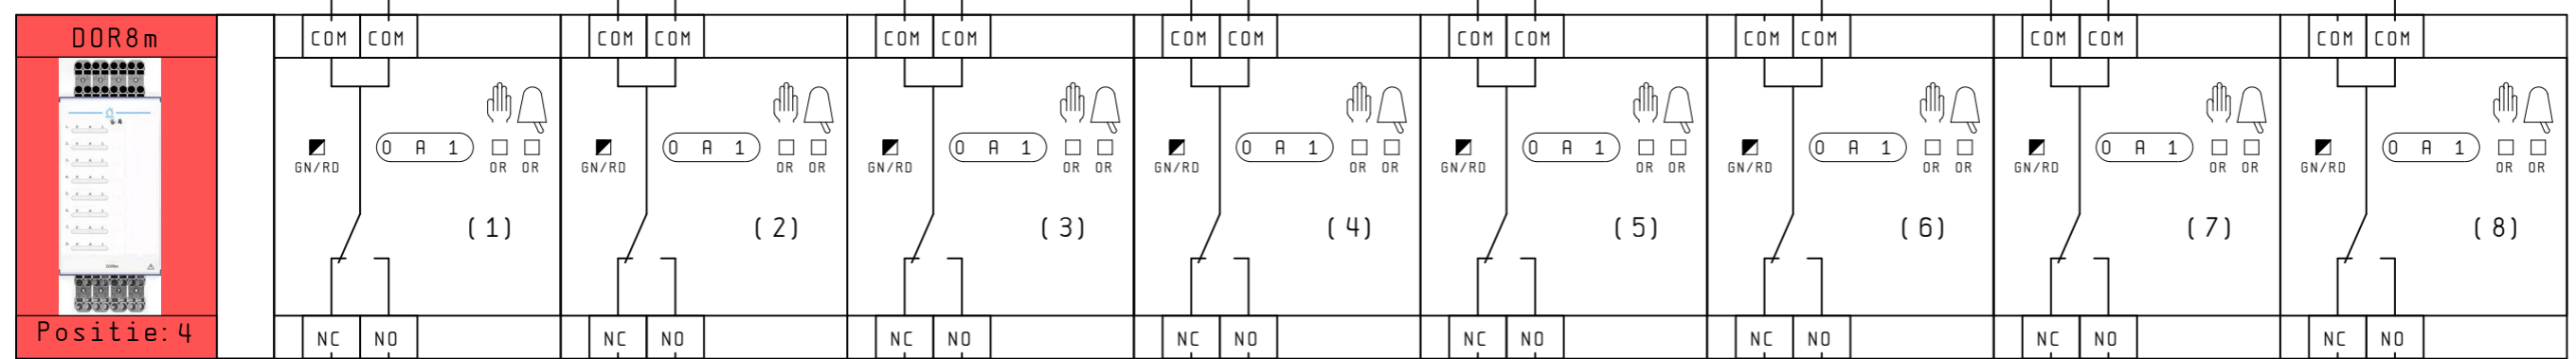 DOR8m
COM COM COM COM COM COM COM COM COM COM COM COM COM COM COM COM
0 A 1 0 A 1 0 A 1 0 A 1 0 A 1 0 A 1 0 A 1 0 A 1
GN/RD OR OR GN/RD OR OR GN/RD OR OR GN/RD OR OR GN/RD OR OR GN/RD OR OR GN/RD OR OR GN/RD OR OR
(1) (2) (3) (4) (5) (6) (7) (8)
Positie: 4
NC NO NC NO NC NO NC NO NC NO NC NO NC NO NC NO